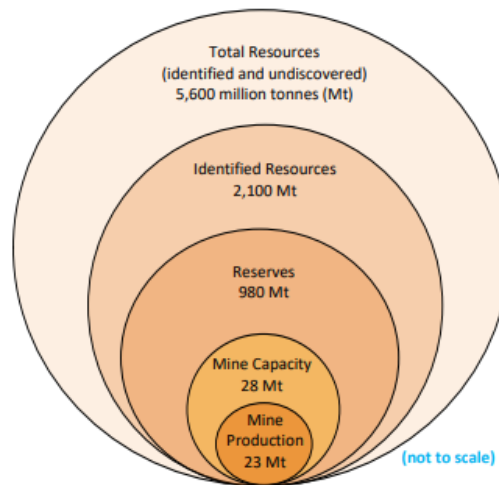 Total Resources
(identified and undiscovered)
5,600 million tonnes (Mt)
Identified Resources
2,100 Mt
Reserves
980 Mt
Mine Capacity
28 Mt
Mine
Production
23 Mt
(not to scale)